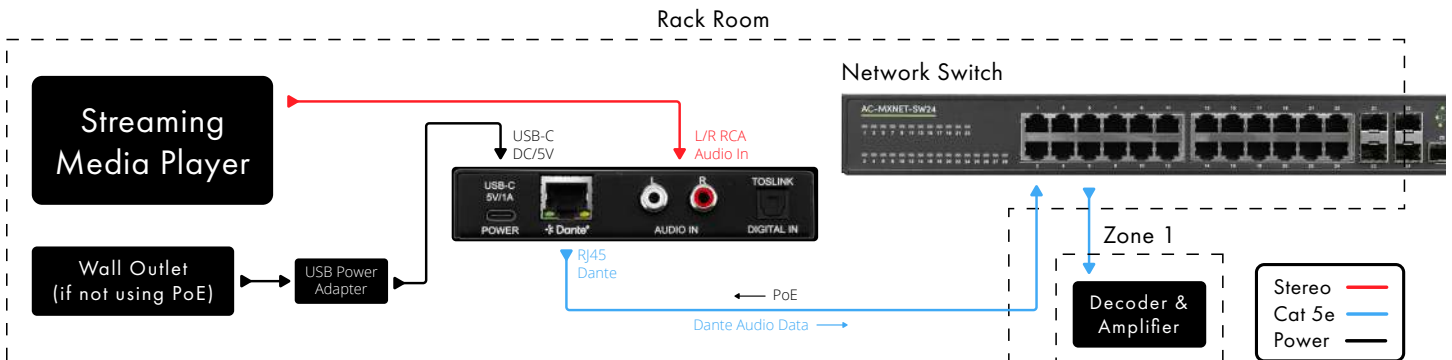 Rack Room
Streaming
Media Player
USB-C
DC/5V
L/R RCA
Audio In
Network Switch
AC-MXNET-SW24
USB-C
5V/1A
POWER
Dante®
L
R
AUDIO IN
TOSLINK
DIGITAL IN
Wall Outlet
(if not using PoE)
USB Power
Adapter
RJ45
Dante
PoE
Dante Audio Data
Zone 1
Decoder &
Amplifier
Stereo
Cat 5e
Power